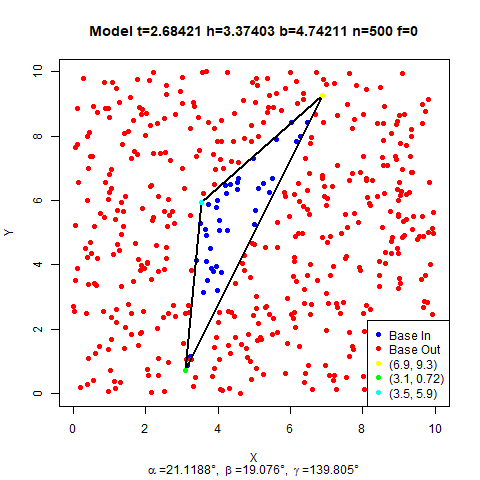 Model t=2.68421 h=3.37403 b=4.74211 n=500 f=0
10
8
6
4
2
0
Y
Base In
Base Out
(6.9, 9.3)
(3.1, 0.72)
(3.5, 5.9)
0 2 4 6 8 10
X
α=21.1188°, β=19.076°, γ=139.805°